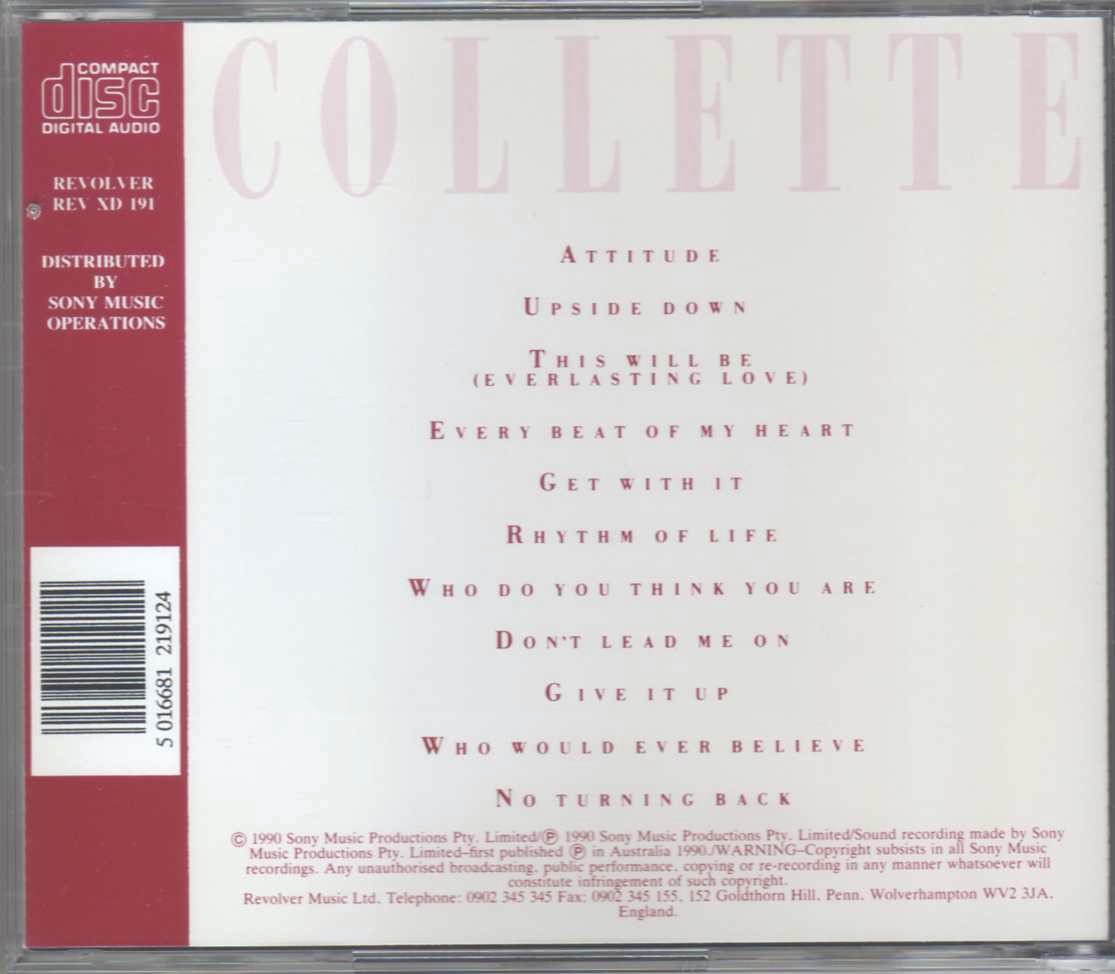 COMPACT
disc
DIGITAL AUDIO
REVOLVER
REV XD 191
DISTRIBUTED
BY
SONY MUSIC
OPERATIONS
5 016681 219124
COLLETTE
ATTITUDE
UPSIDE DOWN
THIS WILL BE
(EVERLASTING LOVE)
EVERY BEAT OF MY HEART
GET WITH IT
RHYTHM OF LIFE
WHO DO YOU THINK YOU ARE
DON'T LEAD ME ON
GIVE IT UP
WHO WOULD EVER BELIEVE
NO TURNING BACK
© 1990 Sony Music Productions Pty. Limited/℗ 1990 Sony Music Productions Pty. Limited/Sound recording made by Sony
Music Productions Pty. Limited–first published ℗ in Australia 1990./WARNING–Copyright subsists in all Sony Music
recordings. Any unauthorised broadcasting, public performance, copying or re-recording in any manner whatsoever will
constitute infringement of such copyright.
Revolver Music Ltd. Telephone: 0902 345 345 Fax: 0902 345 155. 152 Goldthorn Hill, Penn, Wolverhampton WV2 3JA.
England.